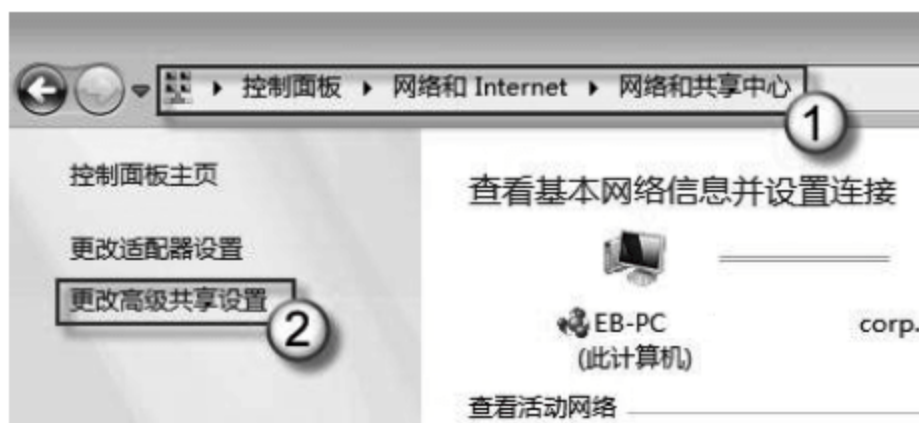 控制面板 ▸ 网络和 Internet ▸ 网络和共享中心
1
控制面板主页
查看基本网络信息并设置连接
更改适配器设置
更改高级共享设置
2
EB-PC
(此计算机)
corp.
查看活动网络